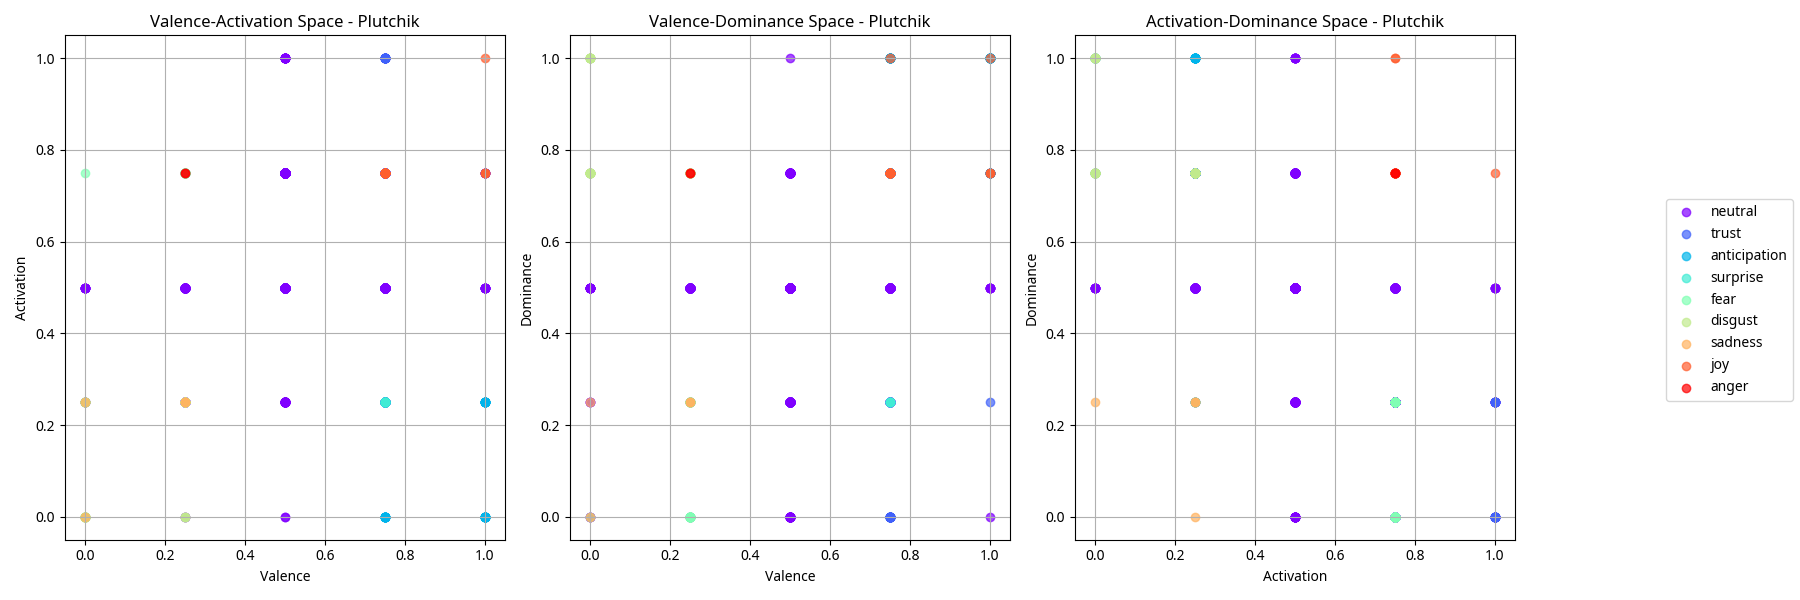 Valence-Activation Space - Plutchik
Valence-Dominance Space - Plutchik
Activation-Dominance Space - Plutchik
1.0
0.8
0.6
0.4
0.2
0.0
Activation
0.0 0.2 0.4 0.6 0.8 1.0
Valence
1.0
0.8
0.6
0.4
0.2
0.0
Dominance
0.0 0.2 0.4 0.6 0.8 1.0
Valence
1.0
0.8
0.6
0.4
0.2
0.0
Dominance
0.0 0.2 0.4 0.6 0.8 1.0
Activation
neutral
trust
anticipation
surprise
fear
disgust
sadness
joy
anger